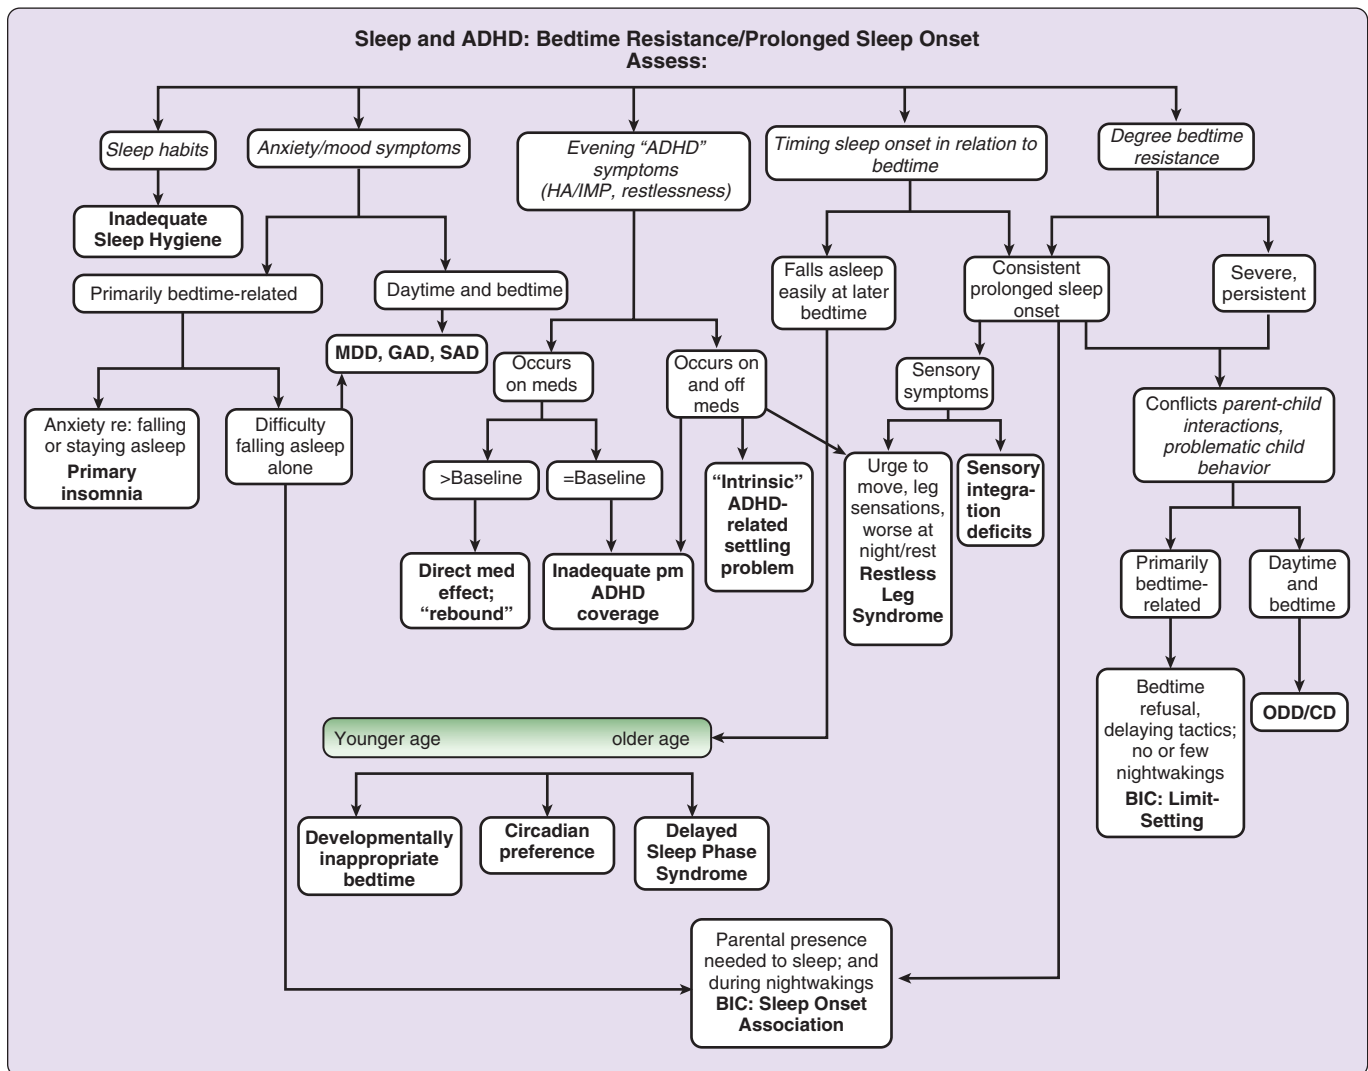 Sleep and ADHD: Bedtime Resistance/Prolonged Sleep Onset
Assess:
Sleep habits
Anxiety/mood symptoms
Evening “ADHD”
symptoms
(HA/IMP, restlessness)
Timing sleep onset in relation to
bedtime
Degree bedtime
resistance
Inadequate
Sleep Hygiene
Primarily bedtime-related
Daytime and bedtime
Falls asleep
easily at later
bedtime
Consistent
prolonged sleep
onset
Severe,
persistent
MDD, GAD, SAD
Occurs
on meds
Occurs on
and off
meds
Sensory
symptoms
Anxiety re: falling
or staying asleep
Primary
insomnia
Difficulty
falling asleep
alone
Conflicts parent-child
interactions,
problematic child
behavior
>Baseline
=Baseline
“Intrinsic”
ADHD-
related
settling
problem
Urge to
move, leg
sensations,
worse at
night/rest
Restless
Leg
Syndrome
Sensory
integra-
tion
deficits
Direct med
effect;
“rebound”
Inadequate pm
ADHD
coverage
Primarily
bedtime-
related
Daytime
and
bedtime
Bedtime
refusal,
delaying tactics;
no or few
nightwakings
BIC: Limit-
Setting
ODD/CD
Younger age
older age
Developmentally
inappropriate
bedtime
Circadian
preference
Delayed
Sleep Phase
Syndrome
Parental presence
needed to sleep; and
during nightwakings
BIC: Sleep Onset
Association